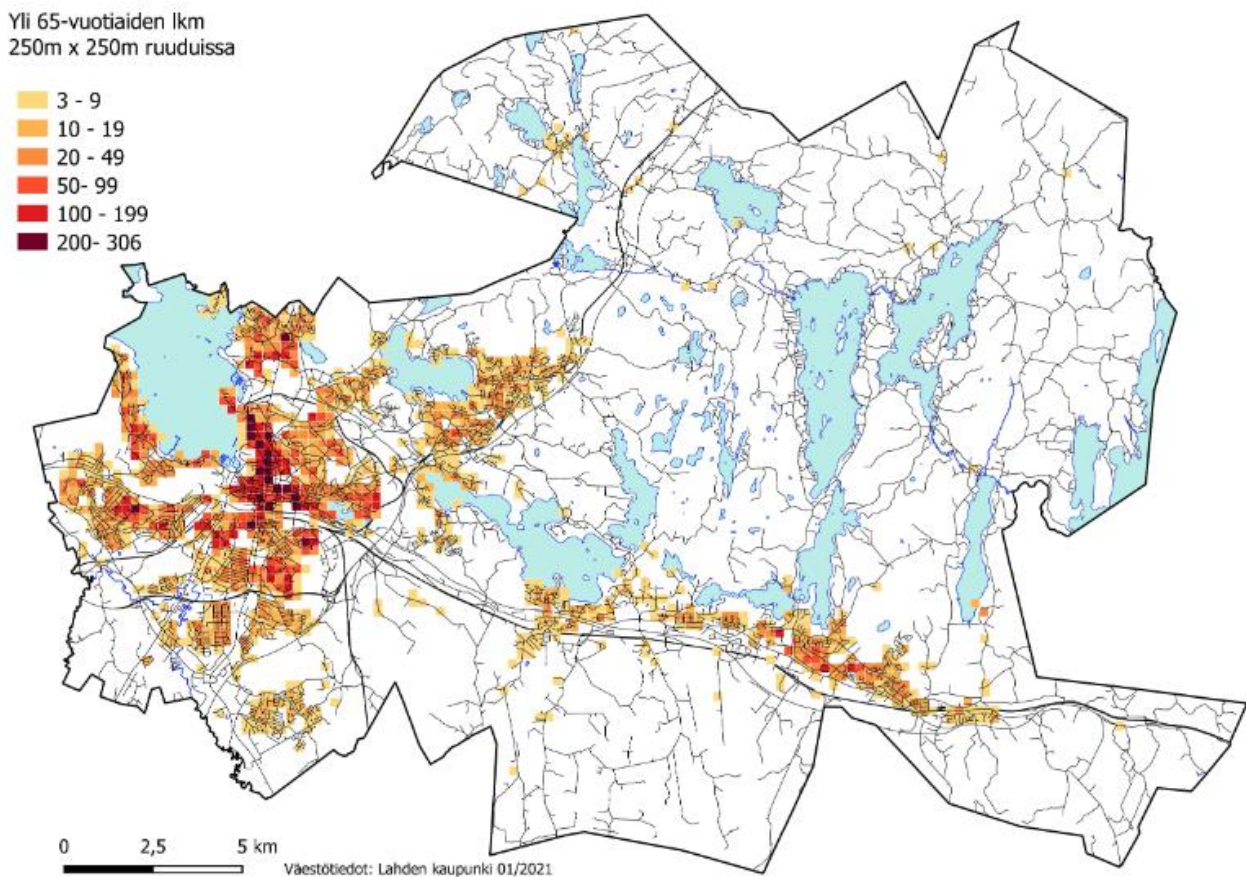 Yli 65-vuotiaiden lkm
250m x 250m ruuduissa
3 - 9
10 - 19
20 - 49
50- 99
100 - 199
200- 306
0 2,5 5 km
Väestötiedot: Lahden kaupunki 01/2021